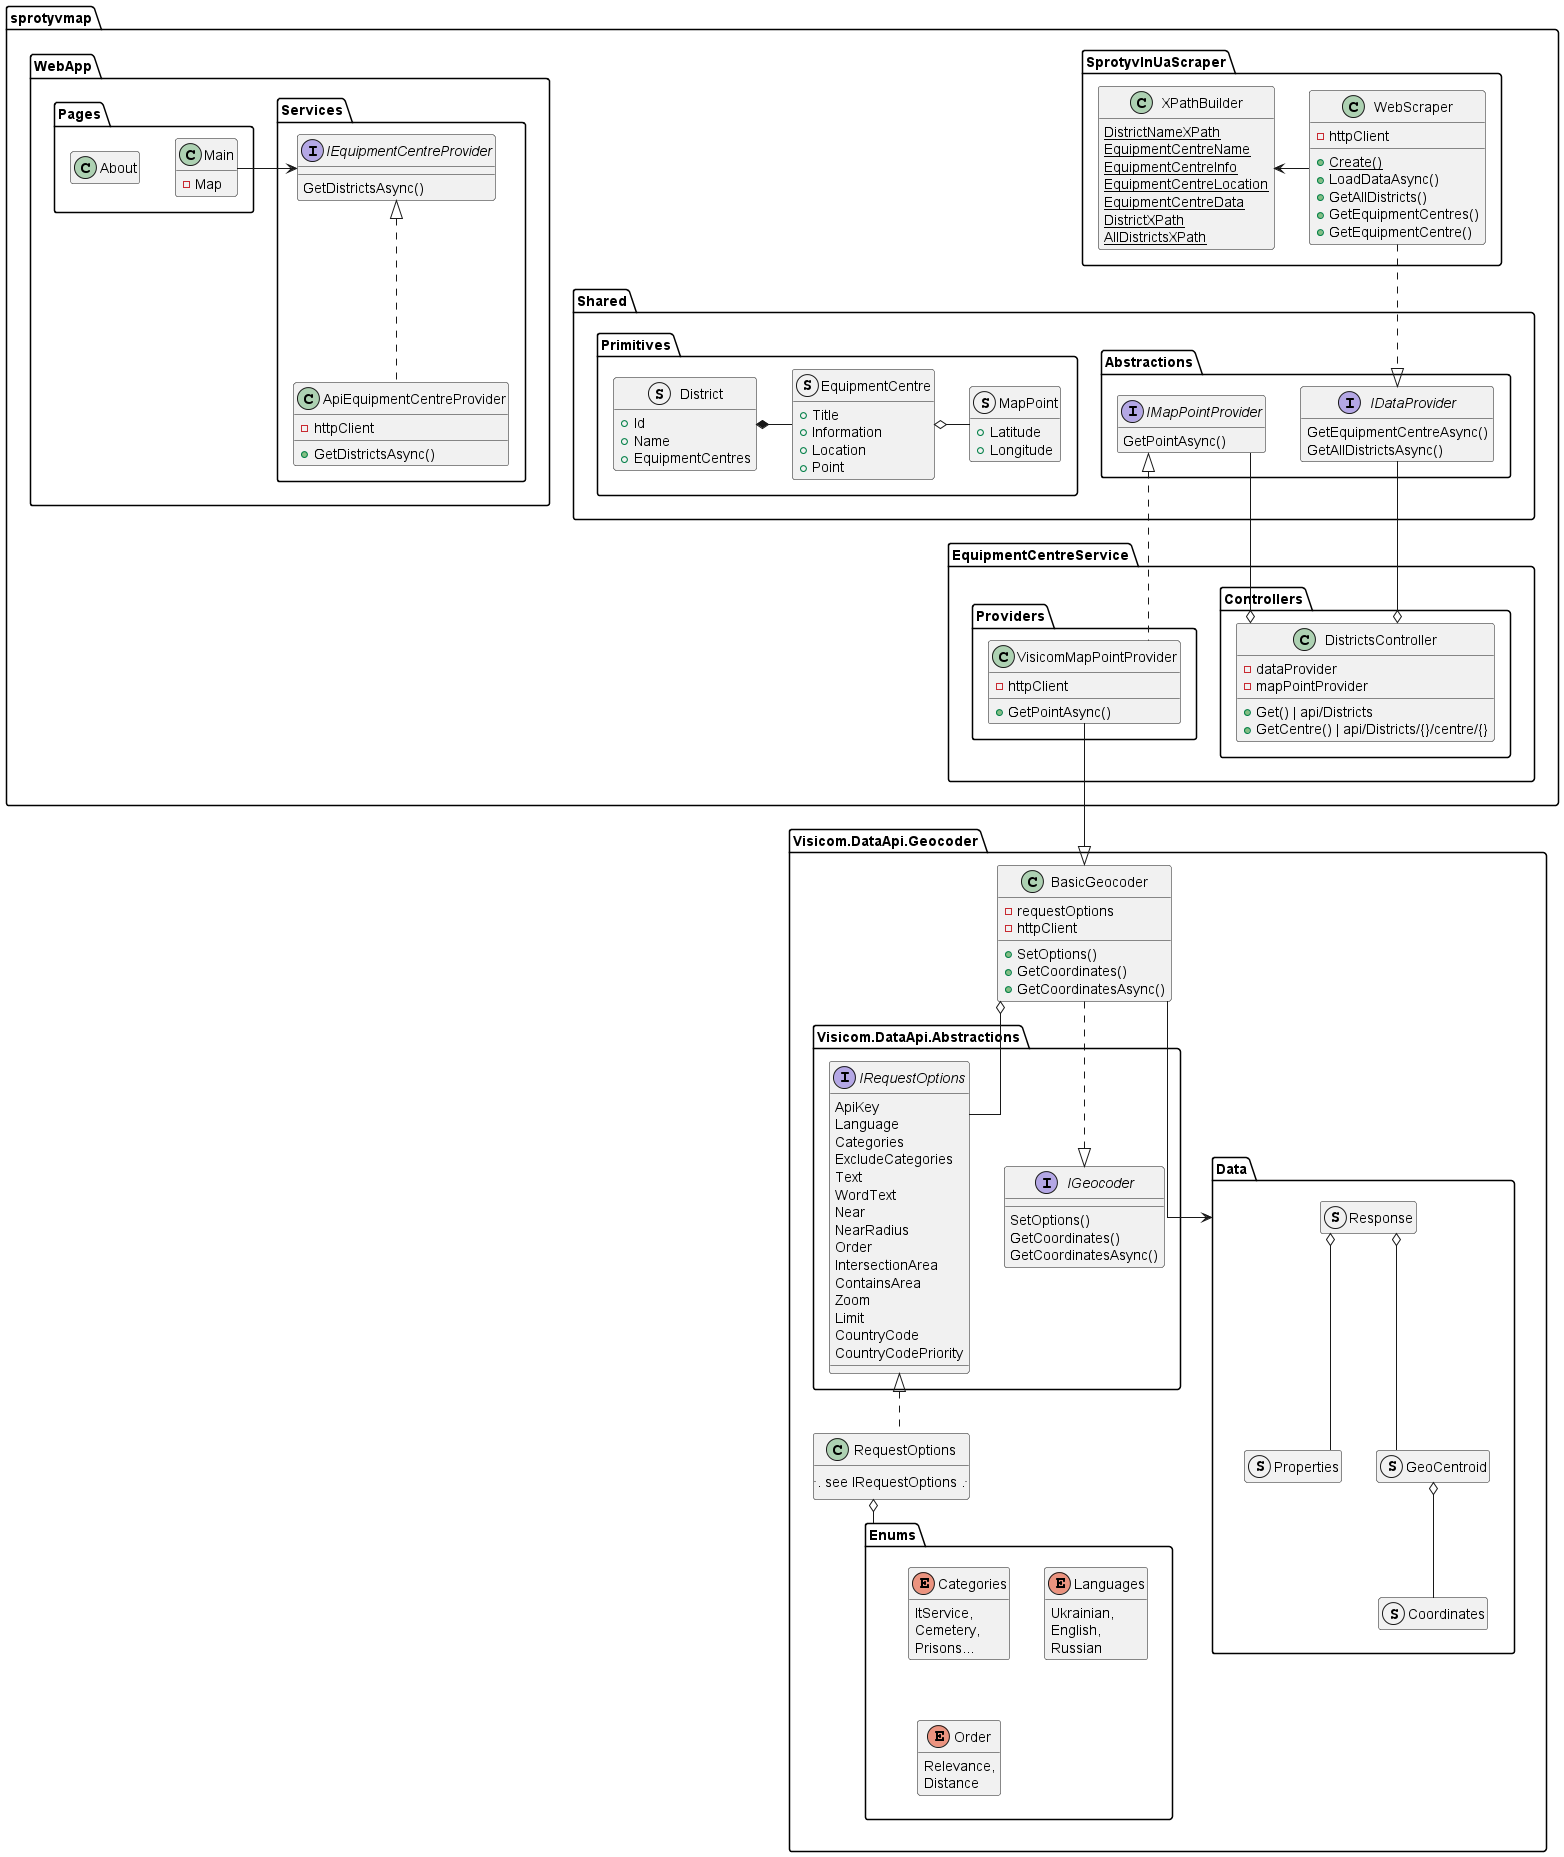 sprotyvmap
WebApp
Pages
C About
C Main
Map
Services
I IEquipmentCentreProvider
GetDistrictsAsync()
C ApiEquipmentCentreProvider
httpClient
GetDistrictsAsync()
SprotyvInUaScraper
C XPathBuilder
DistrictNameXPath
EquipmentCentreName
EquipmentCentreInfo
EquipmentCentreLocation
EquipmentCentreData
DistrictXPath
AllDistrictsXPath
C WebScraper
httpClient
Create()
LoadDataAsync()
GetAllDistricts()
GetEquipmentCentres()
GetEquipmentCentre()
Shared
Primitives
S District
Id
Name
EquipmentCentres
S EquipmentCentre
Title
Information
Location
Point
S MapPoint
Latitude
Longitude
Abstractions
I IMapPointProvider
GetPointAsync()
I IDataProvider
GetEquipmentCentreAsync()
GetAllDistrictsAsync()
EquipmentCentreService
Providers
C VisicomMapPointProvider
httpClient
GetPointAsync()
Controllers
C DistrictsController
dataProvider
mapPointProvider
Get() | api/Districts
GetCentre() | api/Districts/{}/centre/{}
Visicom.DataApi.Geocoder
C BasicGeocoder
requestOptions
httpClient
SetOptions()
GetCoordinates()
GetCoordinatesAsync()
Visicom.DataApi.Abstractions
I IRequestOptions
ApiKey
Language
Categories
ExcludeCategories
Text
WordText
Near
NearRadius
Order
IntersectionArea
ContainsArea
Zoom
Limit
CountryCode
CountryCodePriority
I IGeocoder
SetOptions()
GetCoordinates()
GetCoordinatesAsync()
Data
S Response
S Properties
S GeoCentroid
S Coordinates
C RequestOptions
. see IRequestOptions .
Enums
E Categories
ItService,
Cemetery,
Prisons...
E Languages
Ukrainian,
English,
Russian
E Order
Relevance,
Distance